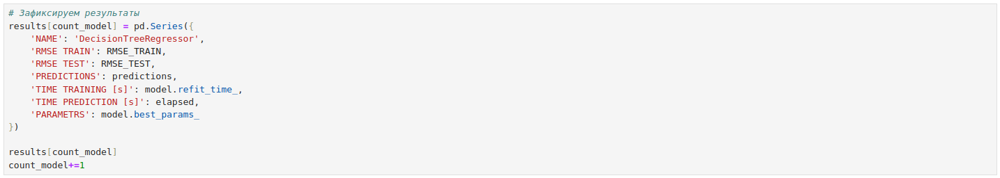 # Зафиксируем результаты
results[count_model] = pd.Series({
    'NAME': 'DecisionTreeRegressor',
    'RMSE TRAIN': RMSE_TRAIN,
    'RMSE TEST': RMSE_TEST,
    'PREDICTIONS': predictions,
    'TIME TRAINING [s]': model.refit_time_,
    'TIME PREDICTION [s]': elapsed,
    'PARAMETRS': model.best_params_
})

results[count_model]
count_model+=1